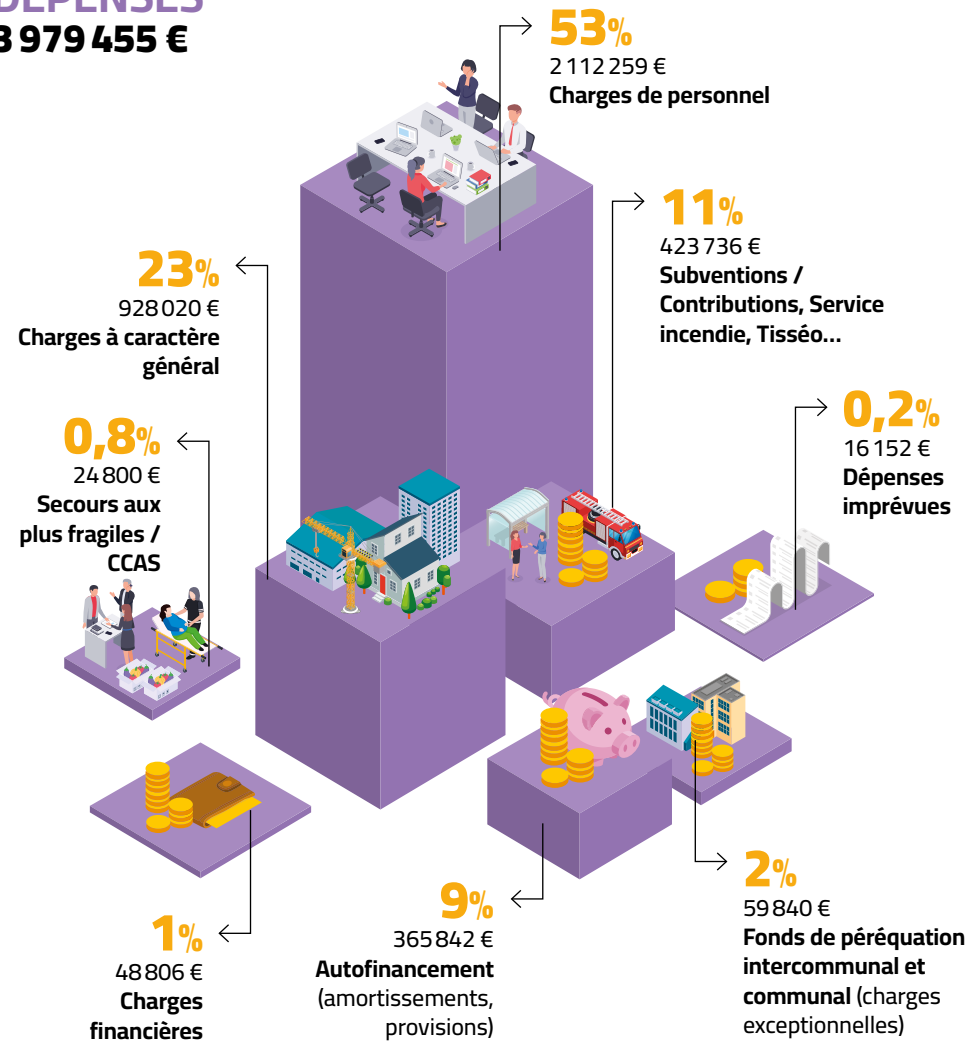 DÉPENSES
3 979 455 €
53%
2 112 259 €
Charges de personnel
11%
423 736 €
Subventions /
Contributions, Service
incendie, Tisséo...
23%
928 020 €
Charges à caractère
général
0,8%
24 800 €
Secours aux
plus fragiles /
CCAS
0,2%
16 152 €
Dépenses
imprévues
1%
48 806 €
Charges
financières
9%
365 842 €
Autofinancement
(amortissements,
provisions)
2%
59 840 €
Fonds de péréquation
intercommunal et
communal (charges
exceptionnelles)